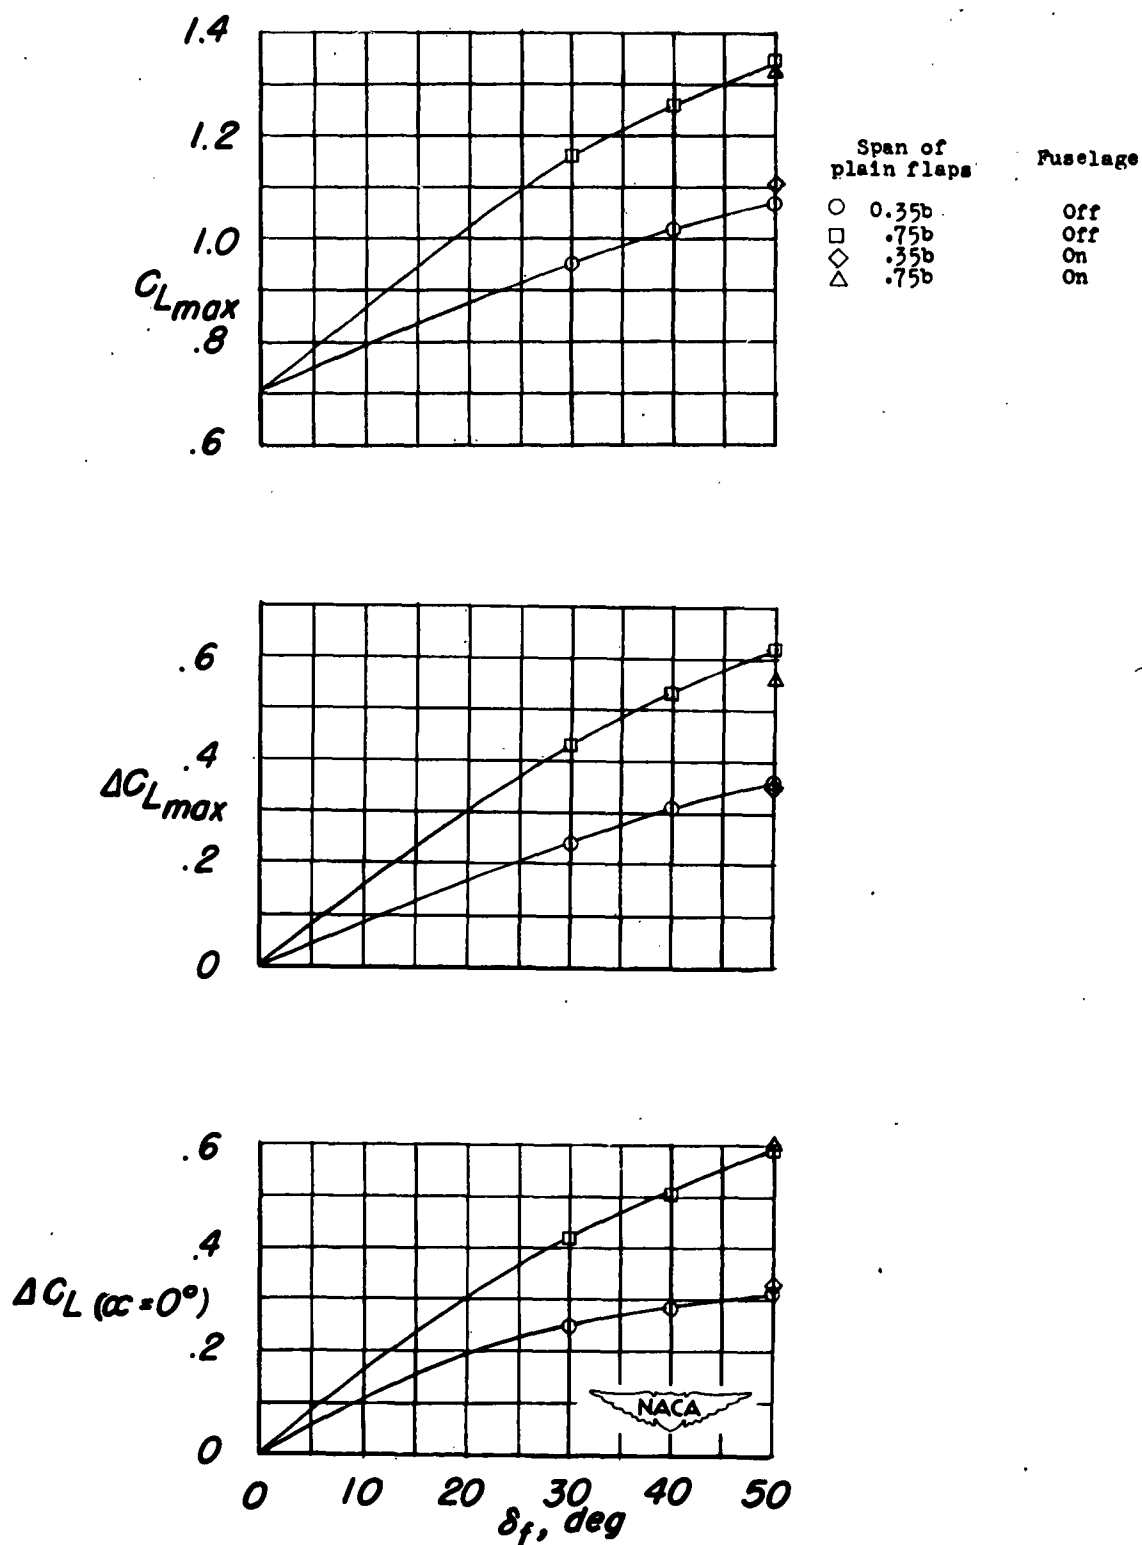 1.4
1.2
1.0
CLmax
.8
.6
Span of plain flaps Fuselage
○ 0.35b Off
□ .75b Off
◇ .35b On
△ .75b On
.6
.4
ΔCLmax
.2
0
.6
.4
ΔCL (α=0°)
.2
0
NACA
0 10 20 30 40 50
δf, deg